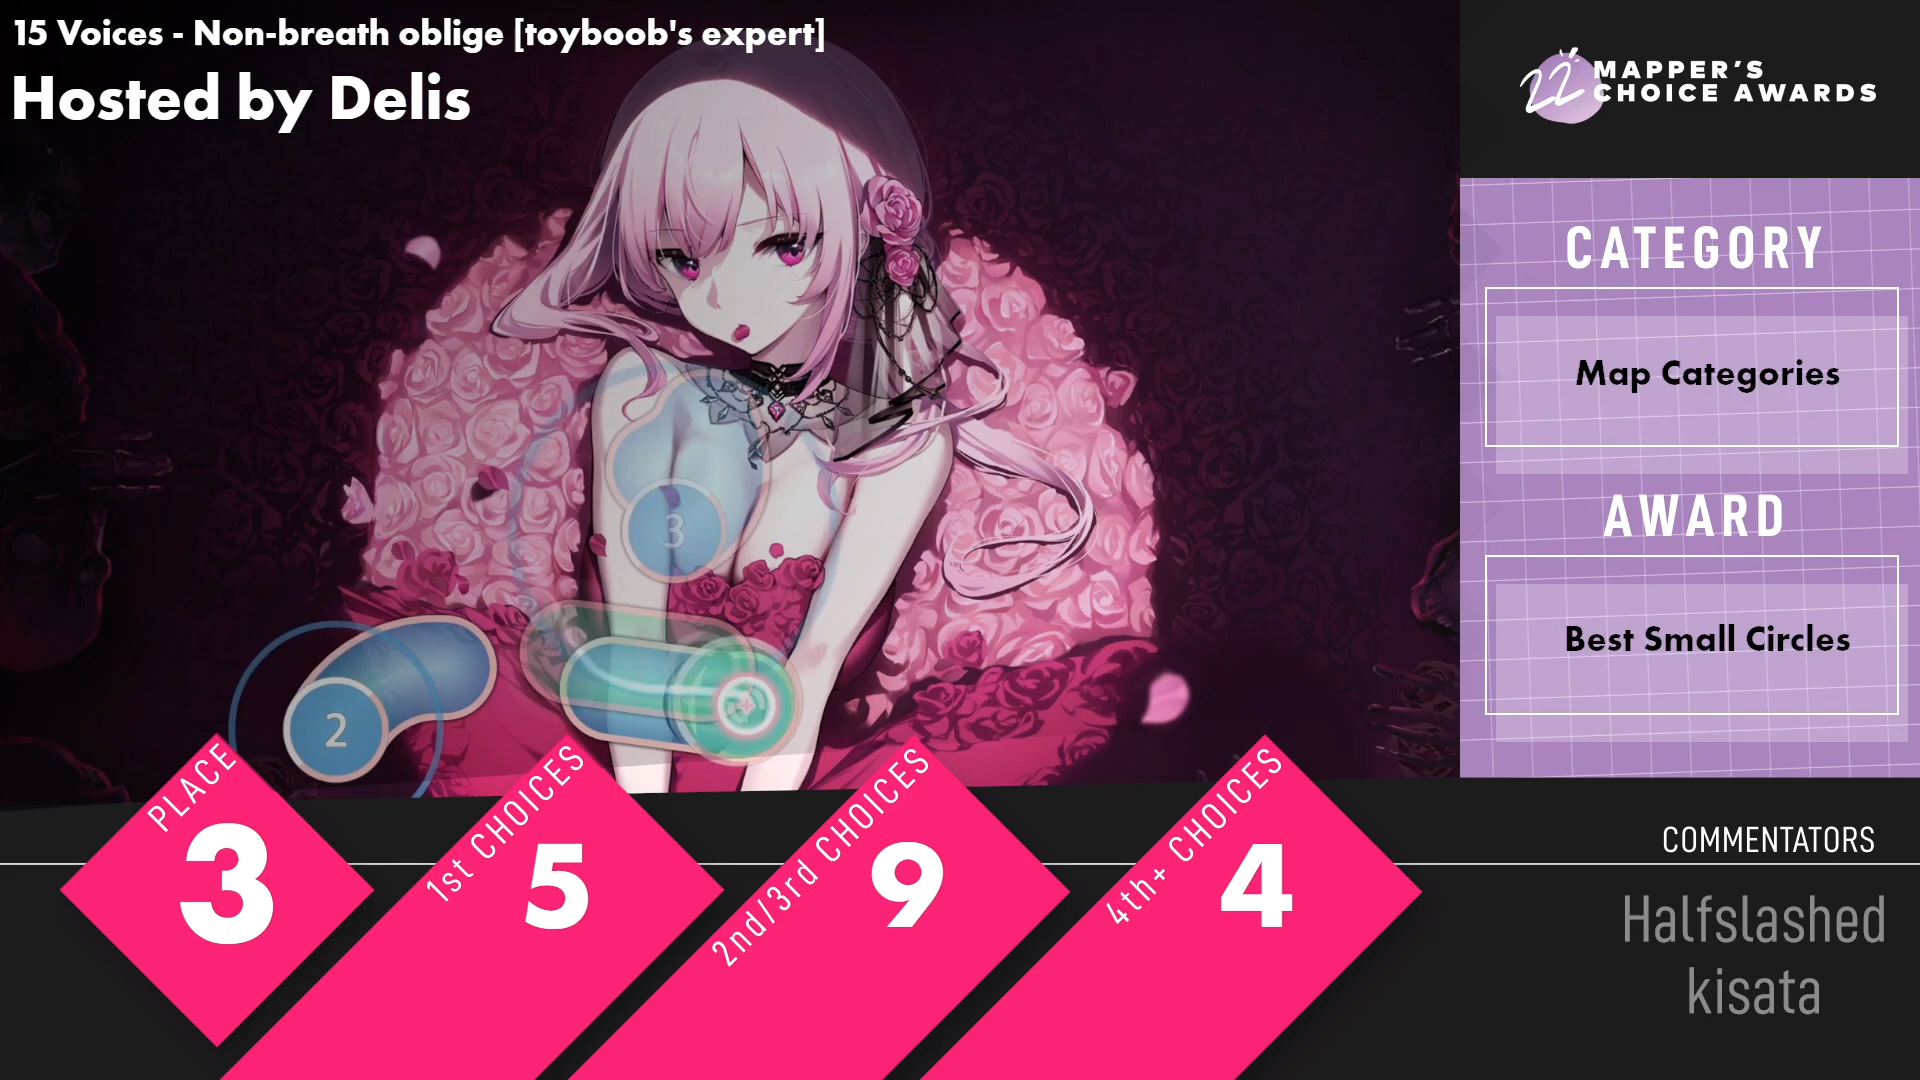 15 Voices - Non-breath oblige [toyboob's expert]
Hosted by Delis
22
MAPPER'S
CHOICE AWARDS
CATEGORY
Map Categories
AWARD
Best Small Circles
3
2
PLACE
3
1st CHOICES
5
2nd/3rd CHOICES
9
4th+ CHOICES
4
COMMENTATORS
Halfslashed
kisata